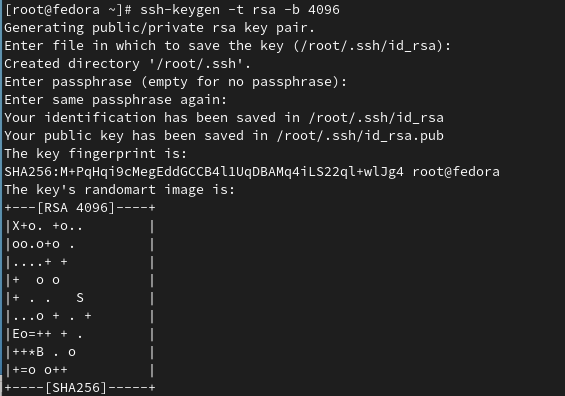 [root@fedora ~]# ssh-keygen -t rsa -b 4096
Generating public/private rsa key pair.
Enter file in which to save the key (/root/.ssh/id_rsa):
Created directory '/root/.ssh'.
Enter passphrase (empty for no passphrase):
Enter same passphrase again:
Your identification has been saved in /root/.ssh/id_rsa
Your public key has been saved in /root/.ssh/id_rsa.pub
The key fingerprint is:
SHA256:M+PqHqi9cMegEddGCCB4l1UqDBAMq4iLS22ql+wlJg4 root@fedora
The key's randomart image is:
+---[RSA 4096]----+
|X+o. +o..        |
|oo.o+o .         |
|....+ +          |
|+  o o           |
|+ . .   S        |
|...o + . +       |
|Eo=++ + .        |
|++*B . o         |
|+=o o++          |
+----[SHA256]-----+